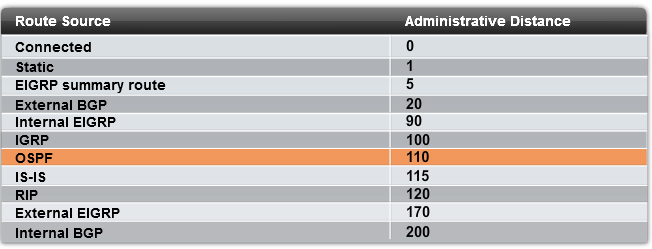 Route Source Administrative Distance
Connected 0
Static 1
EIGRP summary route 5
External BGP 20
Internal EIGRP 90
IGRP 100
OSPF 110
IS-IS 115
RIP 120
External EIGRP 170
Internal BGP 200